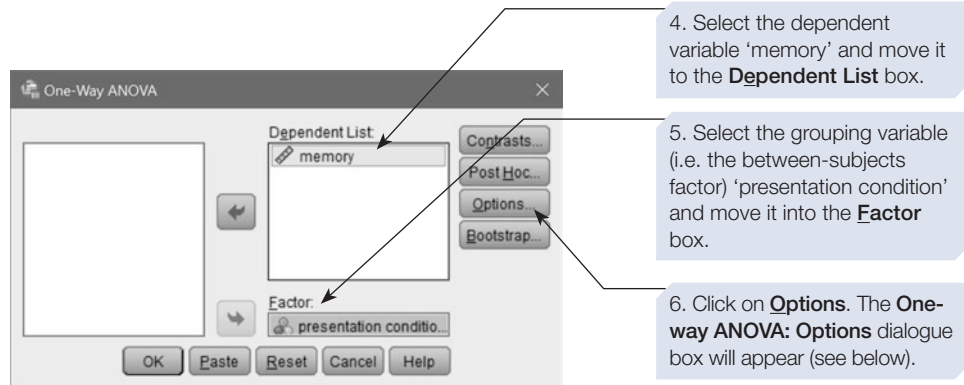 4. Select the dependent
variable ‘memory’ and move it
to the Dependent List box.
One-Way ANOVA
Dependent List:
memory
Contrasts...
Post Hoc...
Options...
Bootstrap...
5. Select the grouping variable
(i.e. the between-subjects
factor) ‘presentation condition’
and move it into the Factor
box.
Factor:
presentation conditio...
OK Paste Reset Cancel Help
6. Click on Options. The One-
way ANOVA: Options dialogue
box will appear (see below).